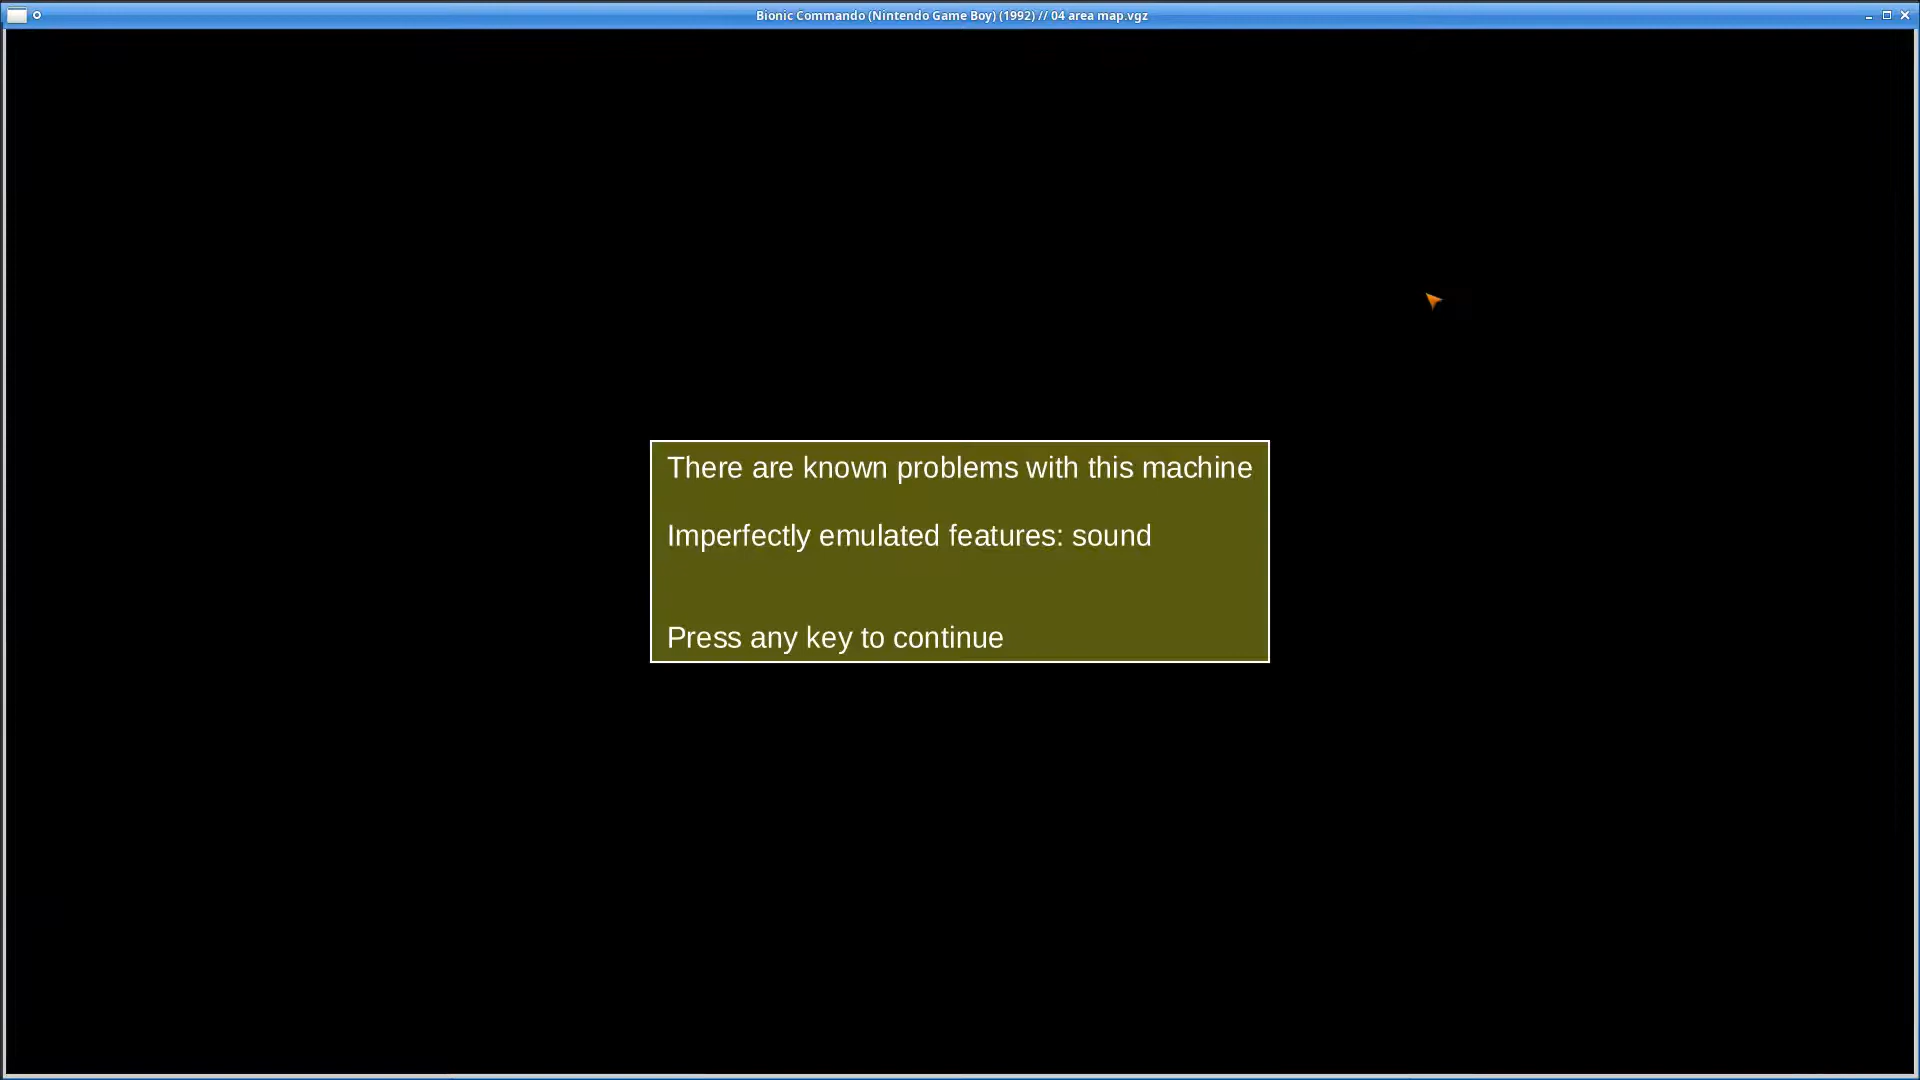 Bionic Commando (Nintendo Game Boy) (1992) // 04 area map.vgz
There are known problems with this machine
Imperfectly emulated features: sound
Press any key to continue